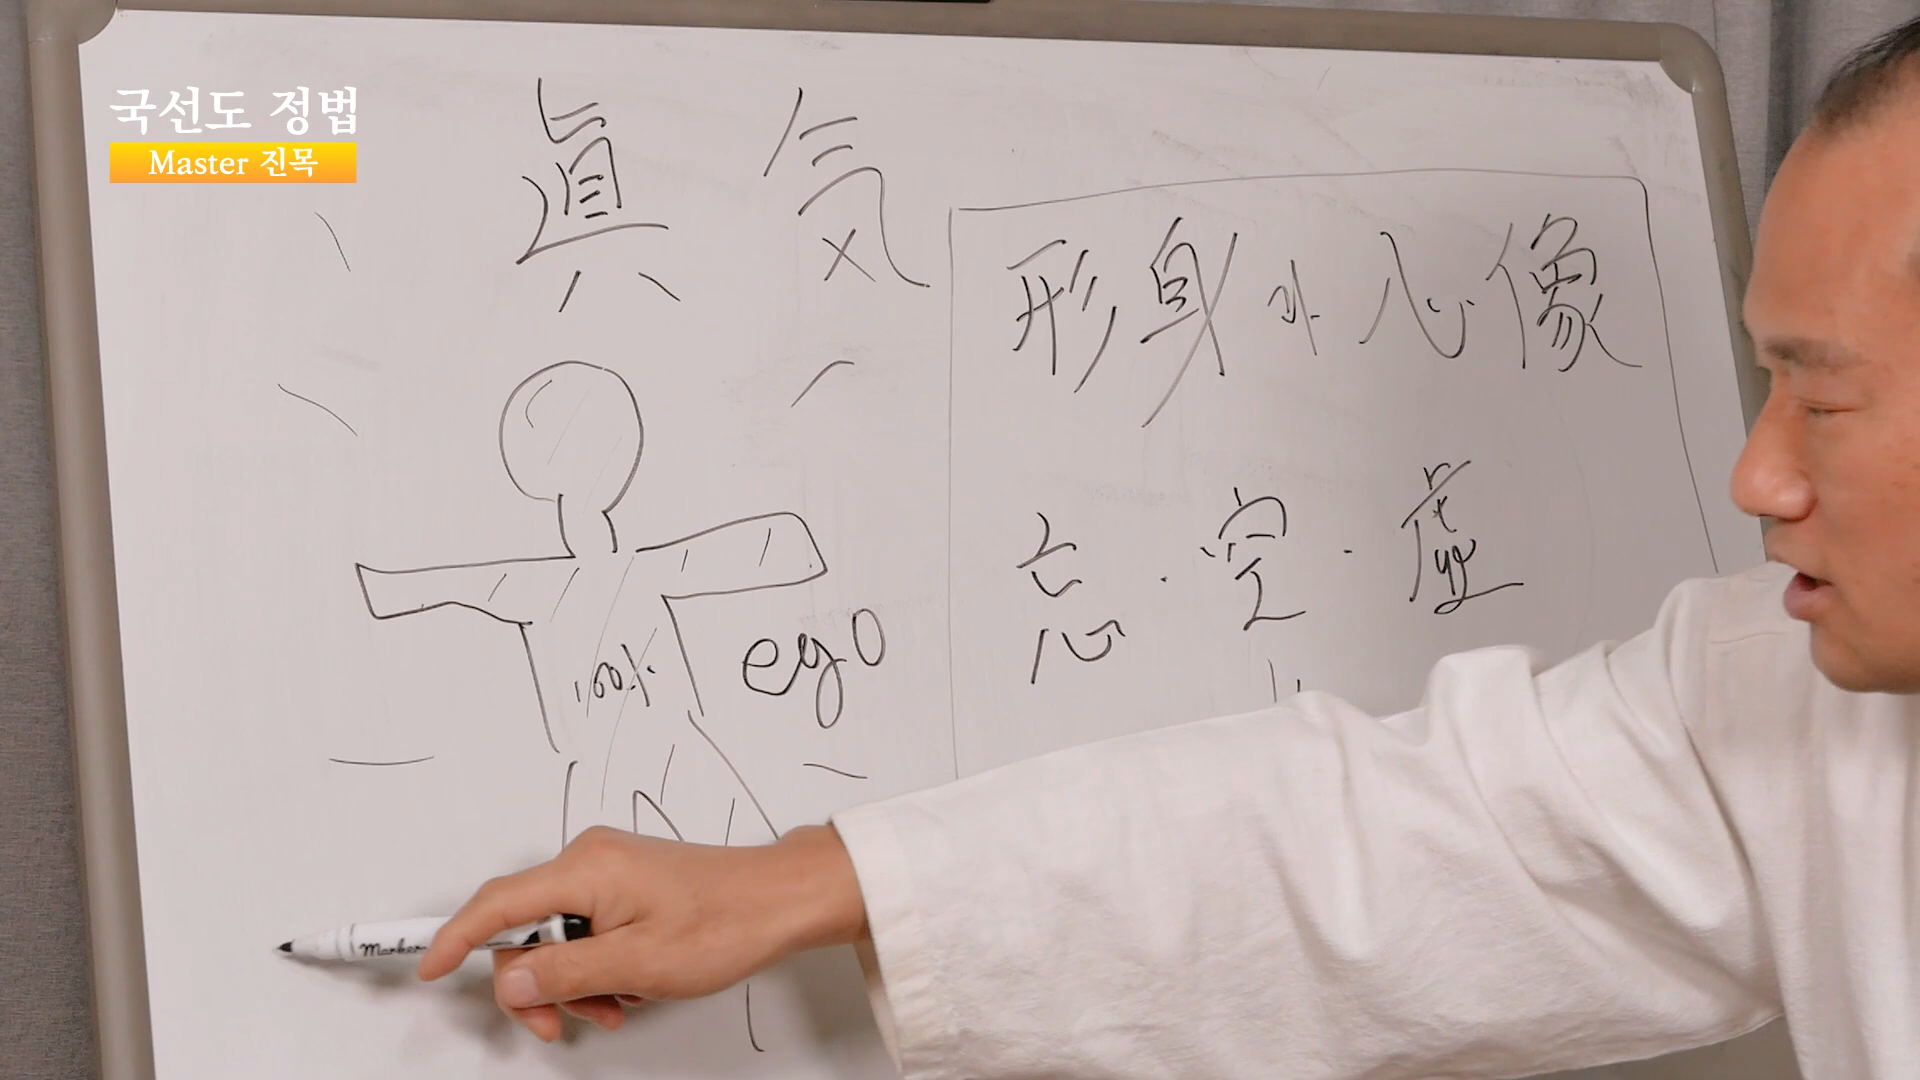 국선도 정법
Master 진목
眞 気
形身 心像
忘 · 空 · 虛
100%
ego
Marker